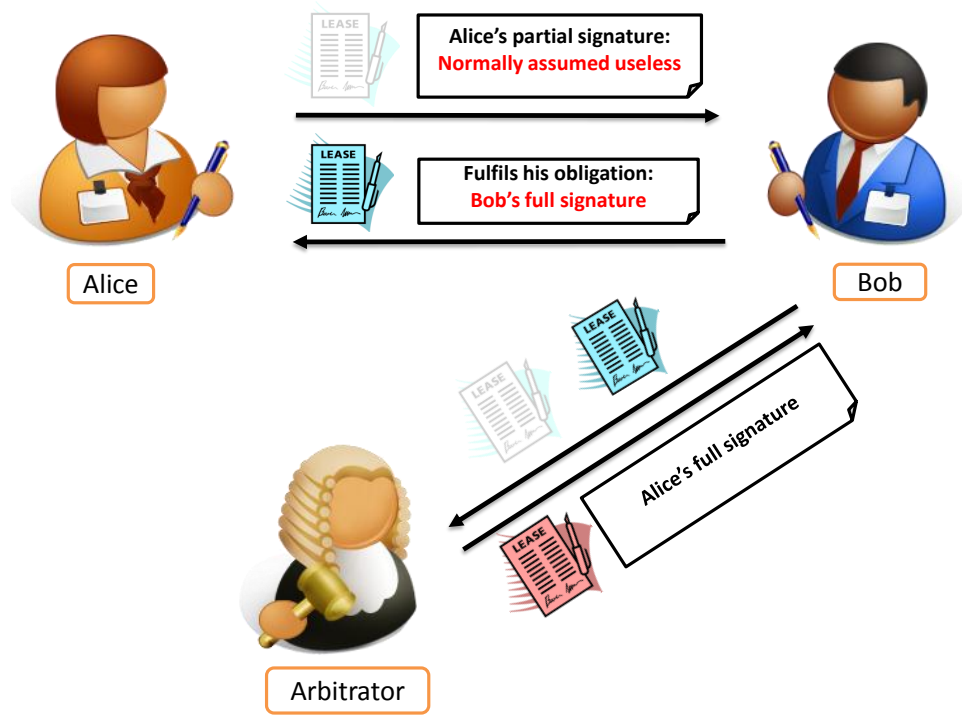 LEASE
Alice's partial signature:
Normally assumed useless
LEASE
Fulfils his obligation:
Bob's full signature
Alice
Bob
LEASE
LEASE
Alice's full signature
LEASE
Arbitrator